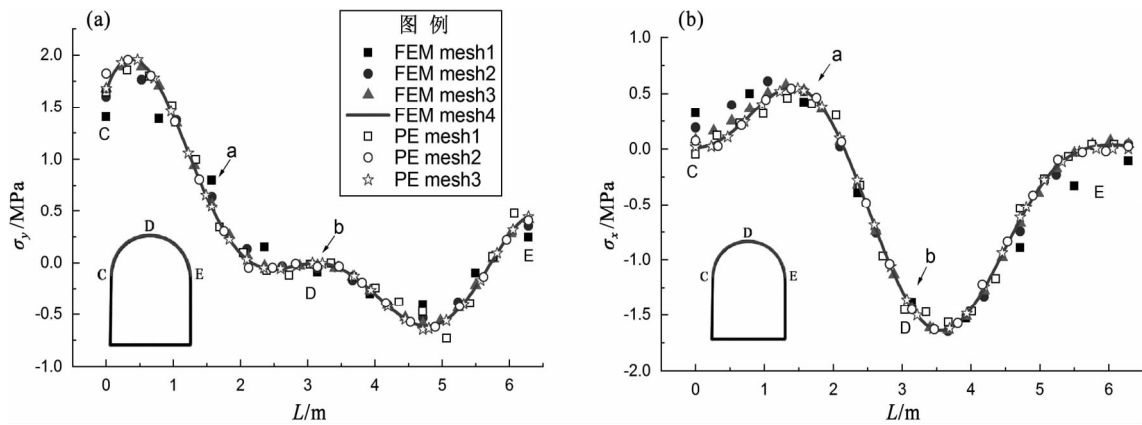 (a)
图 例
FEM mesh1
FEM mesh2
FEM mesh3
FEM mesh4
PE mesh1
PE mesh2
PE mesh3
σy/MPa
2.0
1.5
1.0
0.5
0.0
-0.5
-1.0
C
a
b
D
E
D
C E
0 1 2 3 4 5 6
L/m
(b)
σx/MPa
1.0
0.5
0.0
-0.5
-1.0
-1.5
-2.0
C
a
b
D
E
D
C E
0 1 2 3 4 5 6
L/m